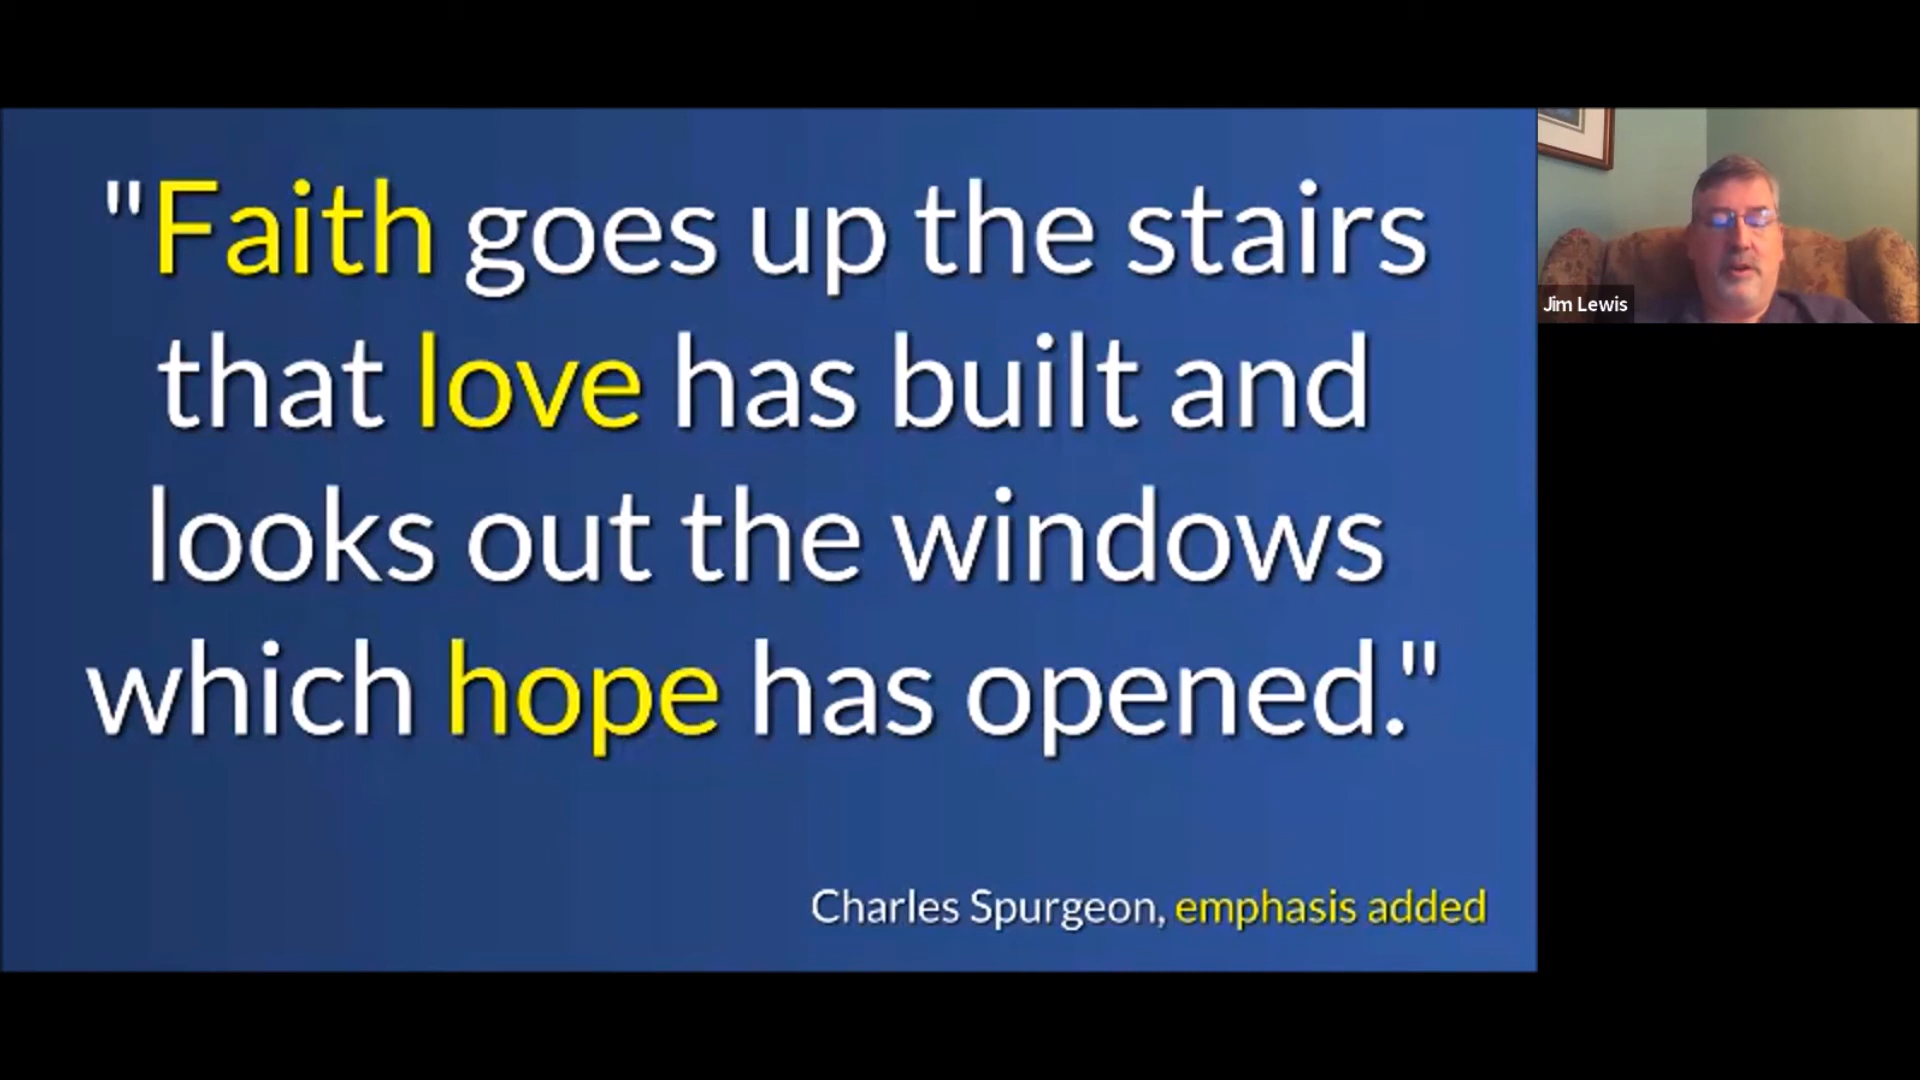 "Faith goes up the stairs
that love has built and
looks out the windows
which hope has opened."
Charles Spurgeon, emphasis added
Jim Lewis